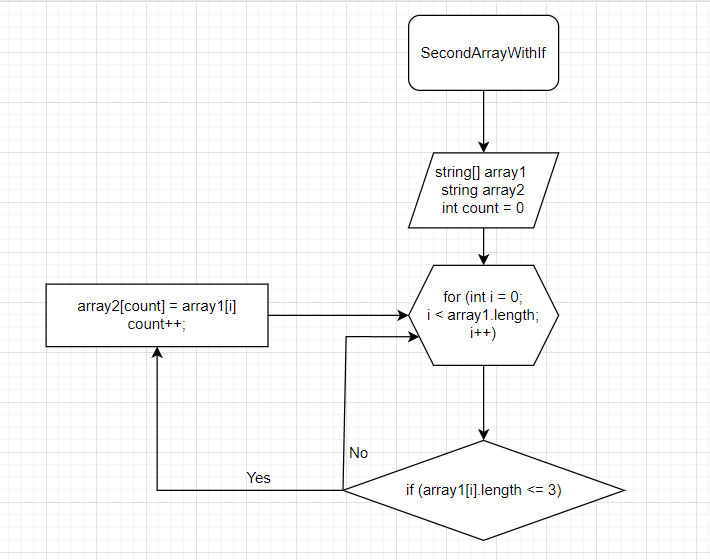 SecondArrayWithIf
string[] array1
string array2
int count = 0
for (int i = 0;
i < array1.length;
i++)
array2[count] = array1[i]
count++;
No
Yes
if (array1[i].length <= 3)